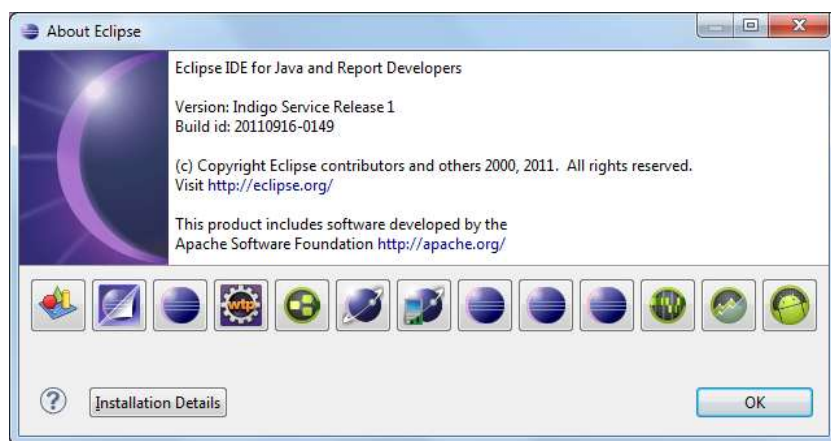 About Eclipse
Eclipse IDE for Java and Report Developers
Version: Indigo Service Release 1
Build id: 20110916-0149
(c) Copyright Eclipse contributors and others 2000, 2011.  All rights reserved.
Visit http://eclipse.org/
This product includes software developed by the
Apache Software Foundation http://apache.org/
wtp
Installation Details
OK